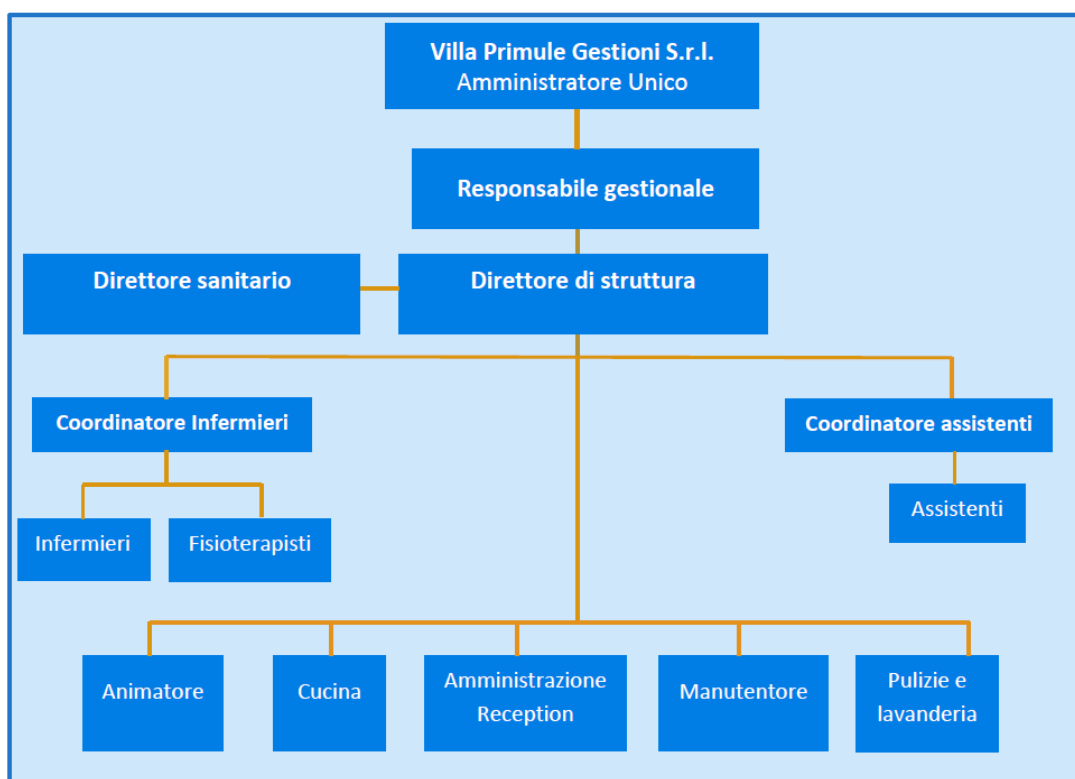 Villa Primule Gestioni S.r.l.
Amministratore Unico
Responsabile gestionale
Direttore sanitario
Direttore di struttura
Coordinatore Infermieri
Coordinatore assistenti
Assistenti
Infermieri
Fisioterapisti
Animatore
Cucina
Amministrazione
Reception
Manutentore
Pulizie e
lavanderia